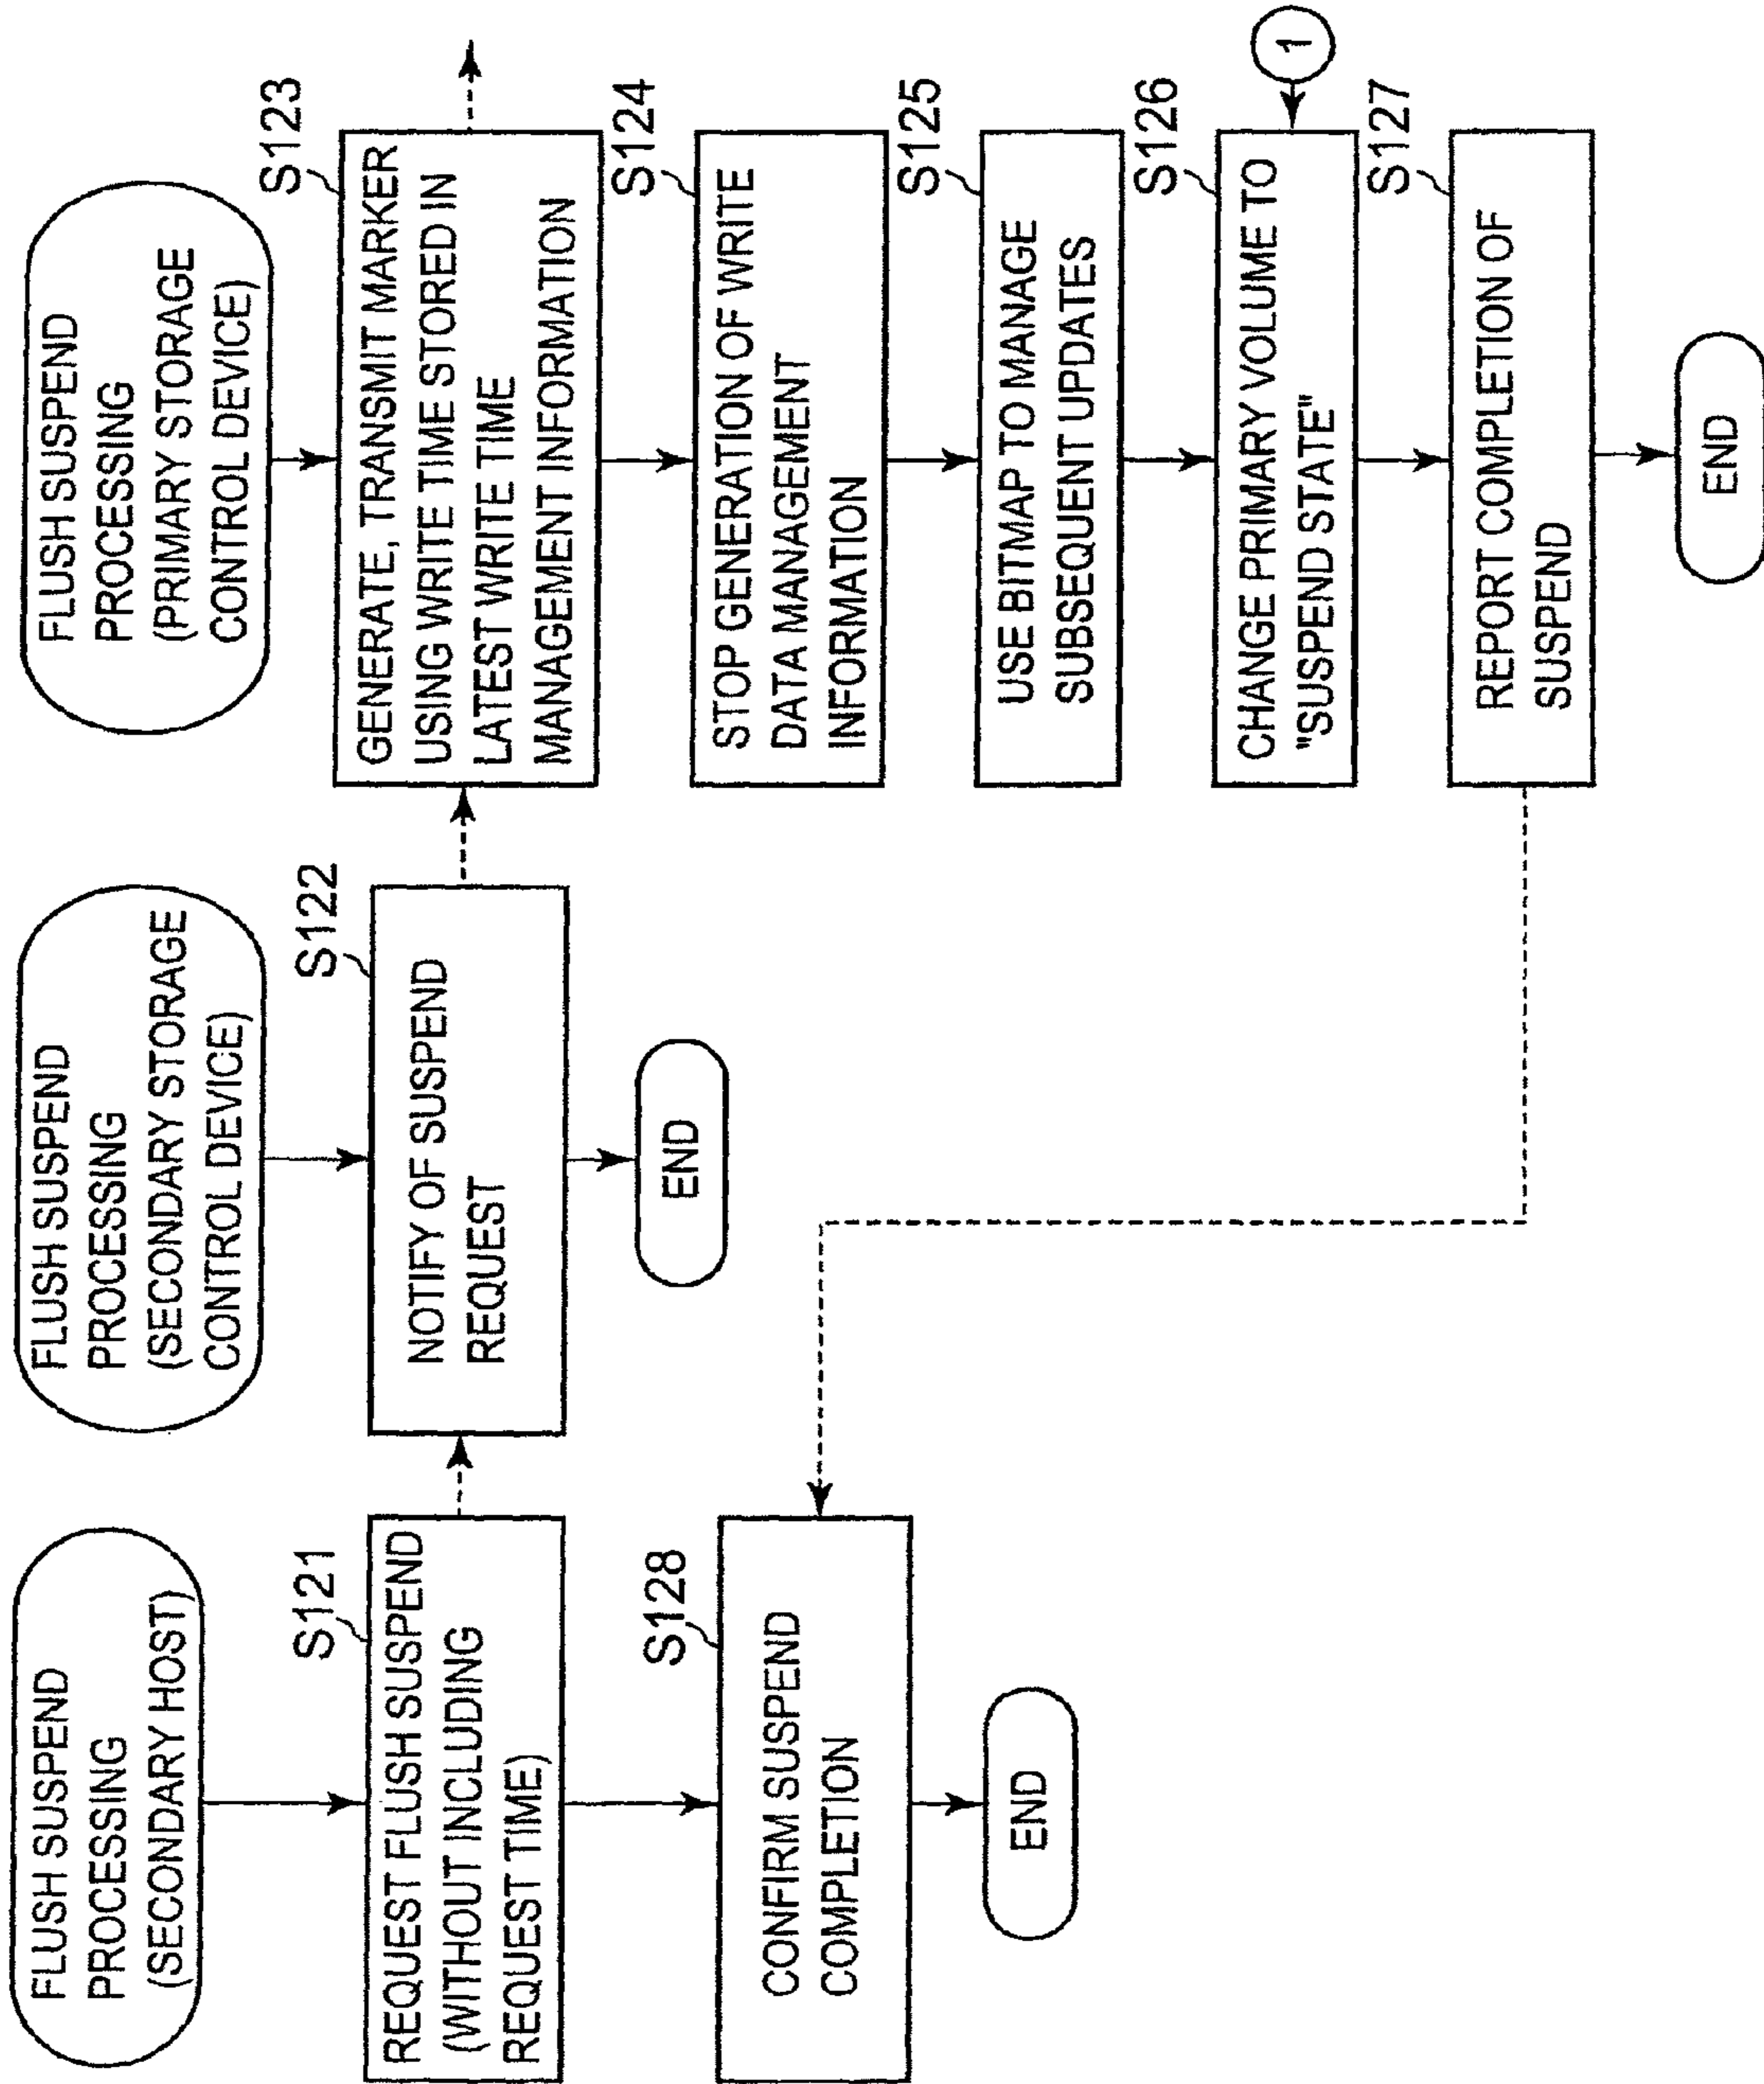 FLUSH SUSPEND
PROCESSING
(SECONDARY HOST)
S121
REQUEST FLUSH SUSPEND
(WITHOUT INCLUDING
REQUEST TIME)
S128
CONFIRM SUSPEND
COMPLETION
END
FLUSH SUSPEND
PROCESSING
(SECONDARY STORAGE
CONTROL DEVICE)
S122
NOTIFY OF SUSPEND
REQUEST
END
FLUSH SUSPEND
PROCESSING
(PRIMARY STORAGE
CONTROL DEVICE)
S123
GENERATE, TRANSMIT MARKER
USING WRITE TIME STORED IN
LATEST WRITE TIME
MANAGEMENT INFORMATION
S124
STOP GENERATION OF WRITE
DATA MANAGEMENT
INFORMATION
S125
USE BITMAP TO MANAGE
SUBSEQUENT UPDATES
S126
CHANGE PRIMARY VOLUME TO
"SUSPEND STATE"
1
S127
REPORT COMPLETION OF
SUSPEND
END